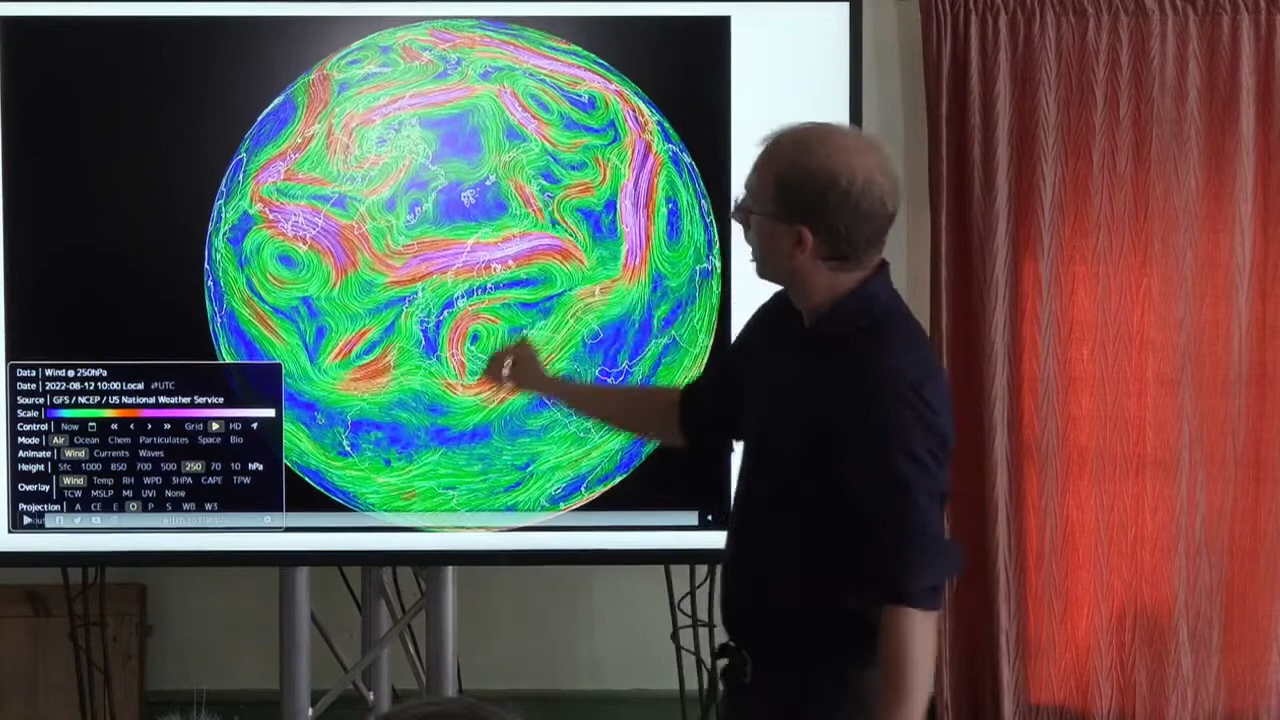 Data | Wind @ 250hPa
Date | 2022-08-12 10:00 Local ⇄UTC
Source | GFS / NCEP / US National Weather Service
Scale |
Control | Now « ‹ › » Grid ▶ HD
Mode | Air Ocean Chem Particulates Space Bio
Animate | Wind Currents Waves
Height | Sfc 1000 850 700 500 250 70 10 hPa
Overlay | Wind Temp RH WPD 3HPA CAPE TPW
TCW MSLP MI UVI None
Projection | A CE E O P S WB W3